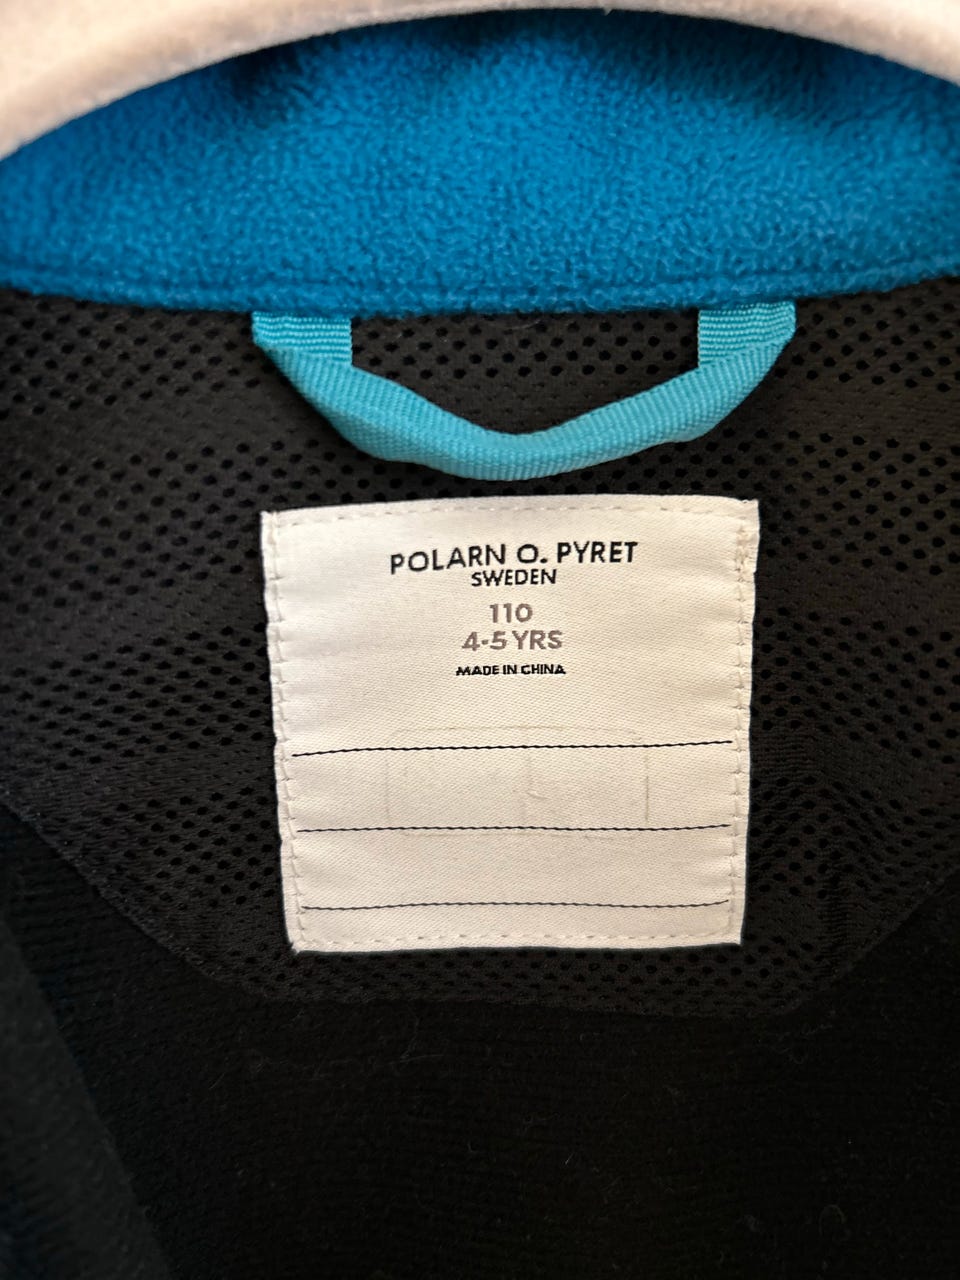 POLARN O. PYRET
SWEDEN
110
4-5 YRS
MADE IN CHINA